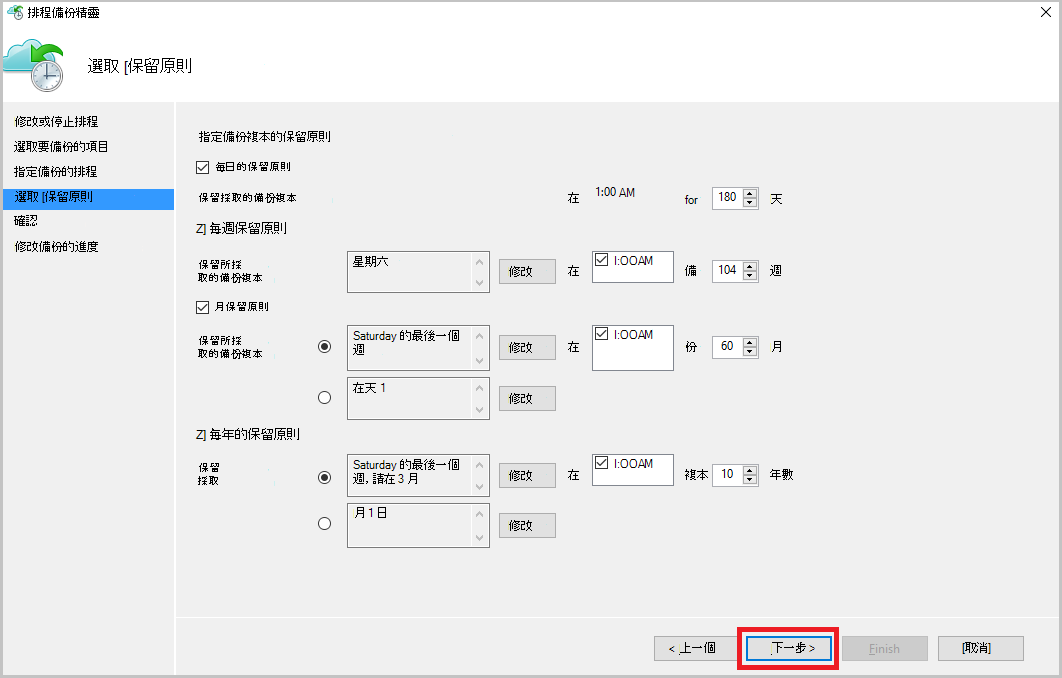 排程備份精靈
選取 [保留原則
修改或停止排程
選取要備份的項目
指定備份的排程
選取 [保留原則
確認
修改備份的進度
指定備份複本的保留原則
每日的保留原則
保留採取的備份複本 在 1:00 AM for 180 天
Z] 每週保留原則
保留所採
取的備份複本
星期六 修改 在 I:OOAM 備 104 週
月保留原則
保留所採
取的備份複本
Saturday 的最後一個
週
修改 在 I:OOAM 份 60 月
在天 1 修改
Z] 每年的保留原則
保留
採取
Saturday 的最後一個
週, 請在 3 月
修改 在 I:OOAM 複本 10 年數
月 1 日 修改
< 上一個 下一步 > Finish [取消]